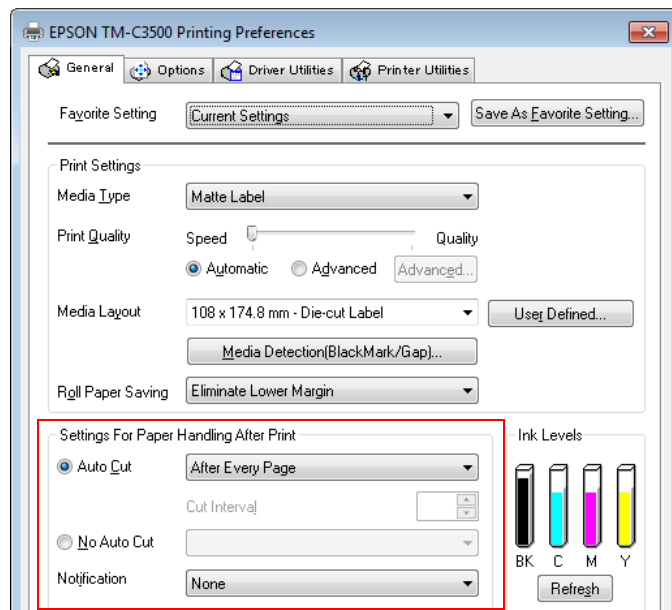 EPSON TM-C3500 Printing Preferences
General Options Driver Utilities Printer Utilities
Favorite Setting Current Settings Save As Favorite Setting...
Print Settings
Media Type Matte Label
Print Quality Speed Quality
Automatic Advanced Advanced...
Media Layout 108 x 174.8 mm - Die-cut Label User Defined...
Media Detection(BlackMark/Gap)...
Roll Paper Saving Eliminate Lower Margin
Settings For Paper Handling After Print Ink Levels
Auto Cut After Every Page
Cut Interval
No Auto Cut
BK C M Y
Notification None Refresh